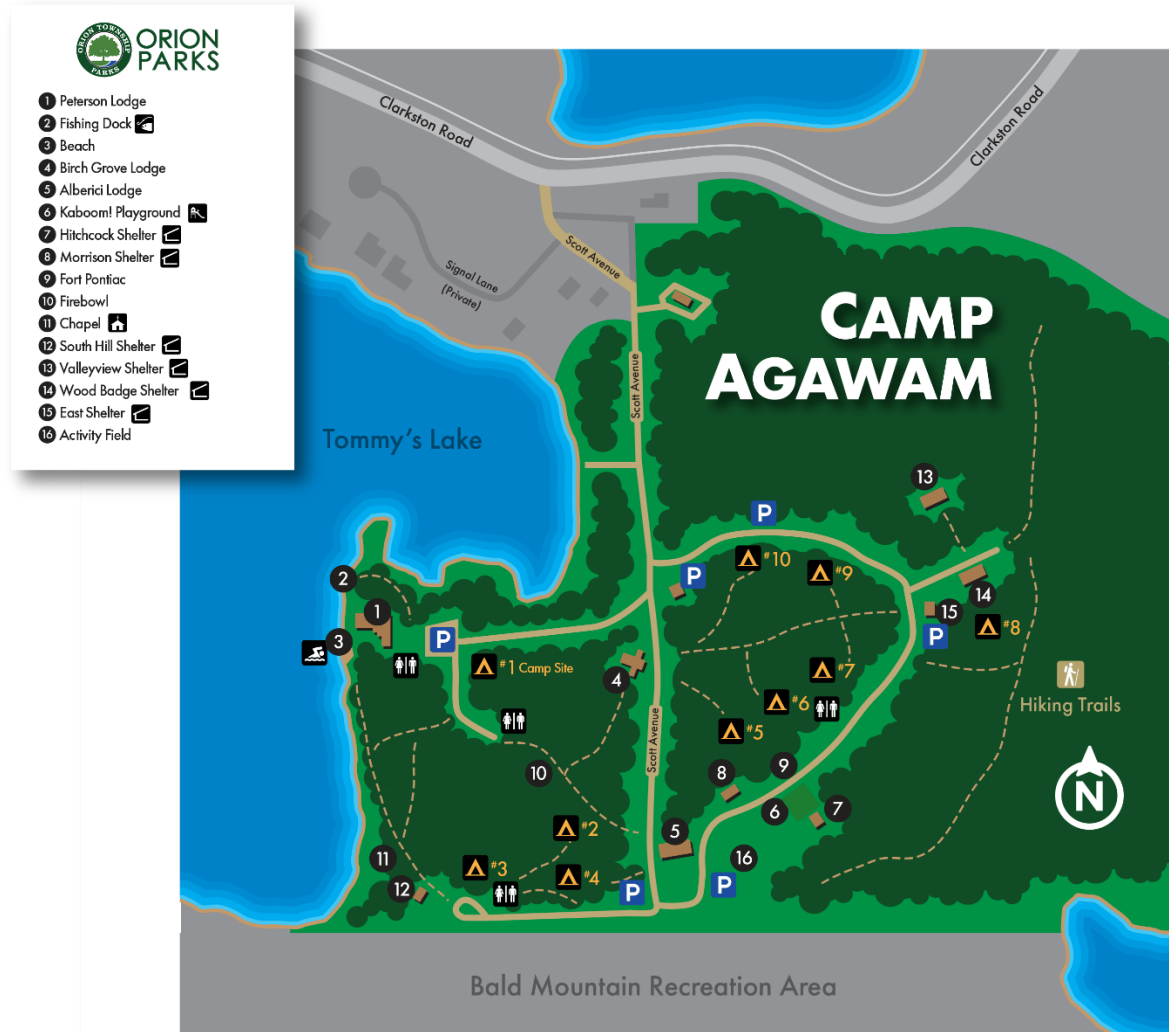 ORION TOWNSHIP
PARKS
ORION
PARKS
1 Peterson Lodge
2 Fishing Dock
3 Beach
4 Birch Grove Lodge
5 Alberici Lodge
6 Kaboom! Playground
7 Hitchcock Shelter
8 Morrison Shelter
9 Fort Pontiac
10 Firebowl
11 Chapel
12 South Hill Shelter
13 Valleyview Shelter
14 Wood Badge Shelter
15 East Shelter
16 Activity Field
Clarkston Road
Clarkston Road
Scott Avenue
Signal Lane
(Private)
CAMP
AGAWAM
Scott Avenue
Tommy's Lake
13
P
#10
#9
P
2
14
15
1
3
P
P
#8
#1 Camp Site
4
#7
Hiking Trails
#6
#5
Scott Avenue
10
8
9
N
6
7
#2
5
11
16
#3
#4
12
P
P
Bald Mountain Recreation Area